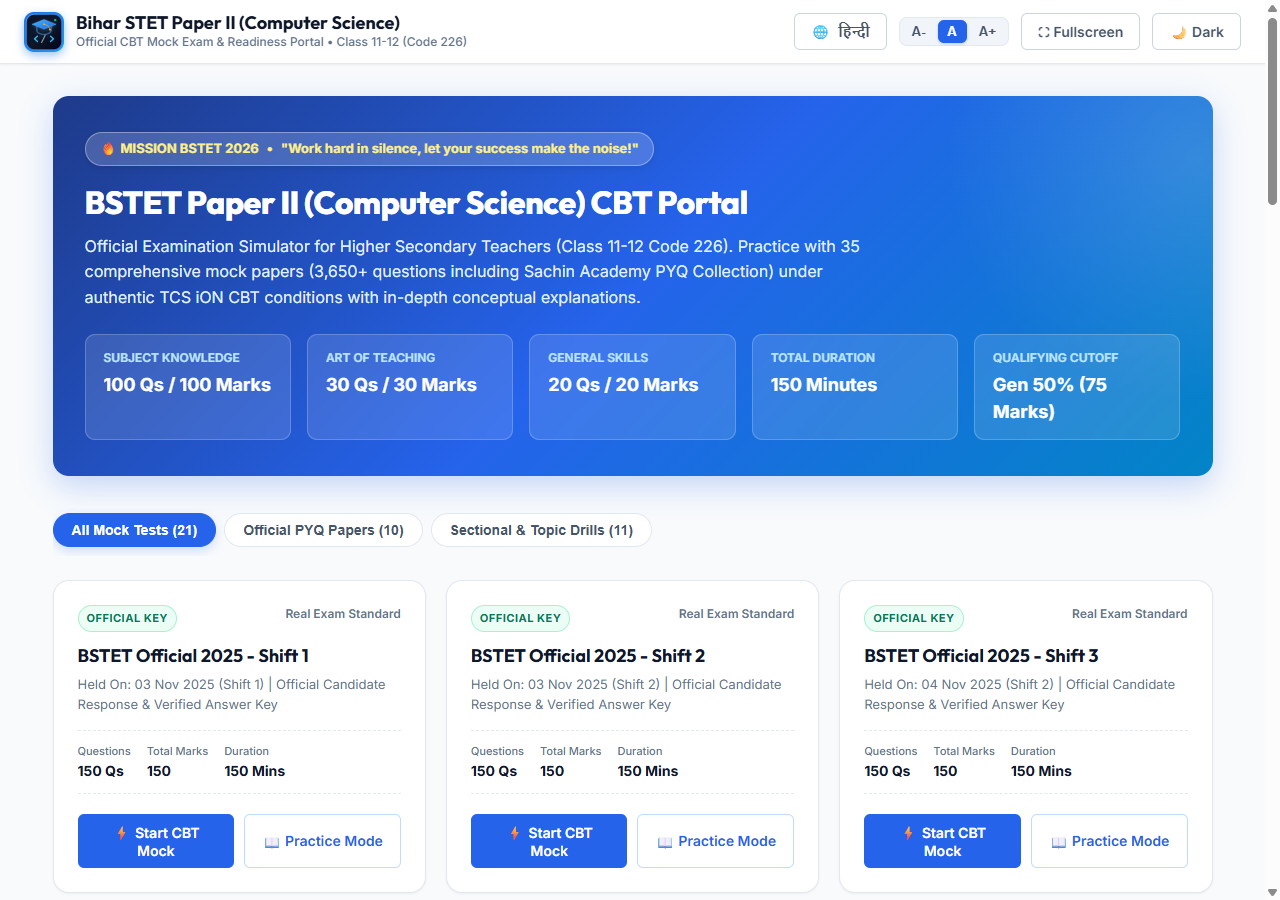 Bihar STET Paper II (Computer Science)
Official CBT Mock Exam & Readiness Portal • Class 11-12 (Code 226)
🌐 हिन्दी
A-
A
A+
Fullscreen
🌙 Dark
🔥 MISSION BSTET 2026 • "Work hard in silence, let your success make the noise!"
BSTET Paper II (Computer Science) CBT Portal
Official Examination Simulator for Higher Secondary Teachers (Class 11-12 Code 226). Practice with 35
comprehensive mock papers (3,650+ questions including Sachin Academy PYQ Collection) under
authentic TCS iON CBT conditions with in-depth conceptual explanations.
SUBJECT KNOWLEDGE
100 Qs / 100 Marks
ART OF TEACHING
30 Qs / 30 Marks
GENERAL SKILLS
20 Qs / 20 Marks
TOTAL DURATION
150 Minutes
QUALIFYING CUTOFF
Gen 50% (75
Marks)
All Mock Tests (21)
Official PYQ Papers (10)
Sectional & Topic Drills (11)
OFFICIAL KEY
Real Exam Standard
BSTET Official 2025 - Shift 1
Held On: 03 Nov 2025 (Shift 1) | Official Candidate
Response & Verified Answer Key
Questions Total Marks Duration
150 Qs 150 150 Mins
⚡ Start CBT
Mock
📖 Practice Mode
OFFICIAL KEY
Real Exam Standard
BSTET Official 2025 - Shift 2
Held On: 03 Nov 2025 (Shift 2) | Official Candidate
Response & Verified Answer Key
Questions Total Marks Duration
150 Qs 150 150 Mins
⚡ Start CBT
Mock
📖 Practice Mode
OFFICIAL KEY
Real Exam Standard
BSTET Official 2025 - Shift 3
Held On: 04 Nov 2025 (Shift 2) | Official Candidate
Response & Verified Answer Key
Questions Total Marks Duration
150 Qs 150 150 Mins
⚡ Start CBT
Mock
📖 Practice Mode